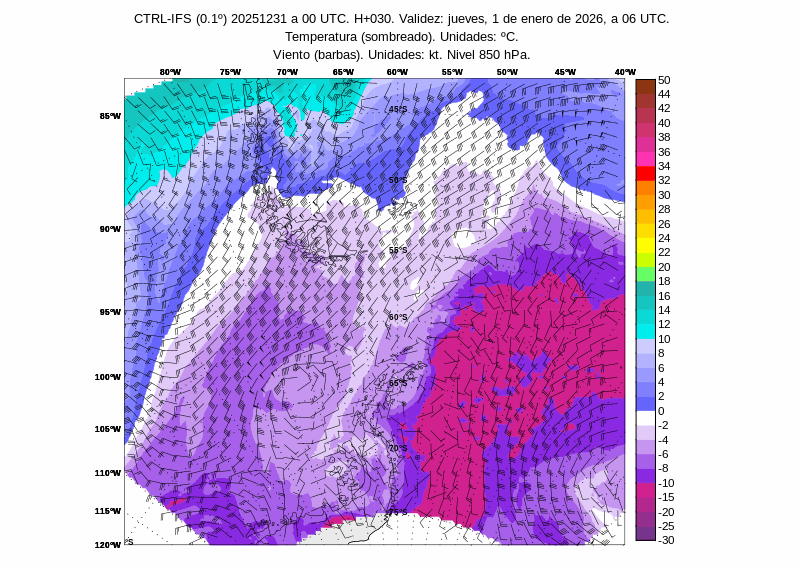 CTRL-IFS (0.1º) 20251231 a 00 UTC. H+030. Validez: jueves, 1 de enero de 2026, a 06 UTC.
Temperatura (sombreado). Unidades: ºC.
Viento (barbas). Unidades: kt. Nivel 850 hPa.
80°W 75°W 70°W 65°W 60°W 55°W 50°W 45°W 40°W
85°W
90°W
95°W
100°W
105°W
110°W
115°W
120°W
45°S
50°S
55°S
60°S
65°S
70°S
75°S
°S
50
44
42
40
38
36
34
32
30
28
26
24
22
20
18
16
14
12
10
8
6
4
2
0
-2
-4
-6
-8
-10
-15
-20
-25
-30